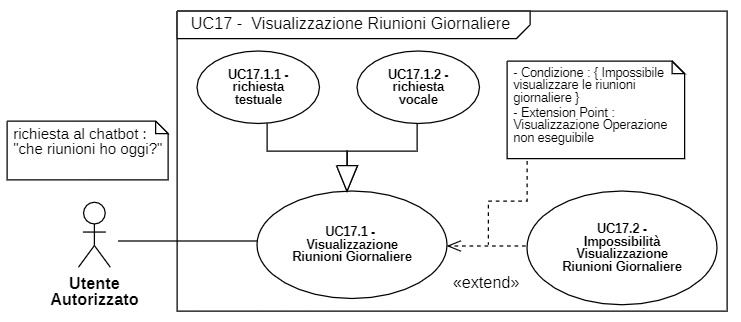 UC17 -  Visualizzazione Riunioni Giornaliere
UC17.1.1 -
richiesta
testuale
UC17.1.2 -
richiesta
vocale
- Condizione : { Impossibile
visualizzare le riunioni
giornaliere }
- Extension Point :
Visualizzazione Operazione
non eseguibile
richiesta al chatbot :
"che riunioni ho oggi?"
UC17.1 -
Visualizzazione
Riunioni Giornaliere
UC17.2 -
Impossibilità
Visualizzazione
Riunioni Giornaliere
«extend»
Utente
Autorizzato